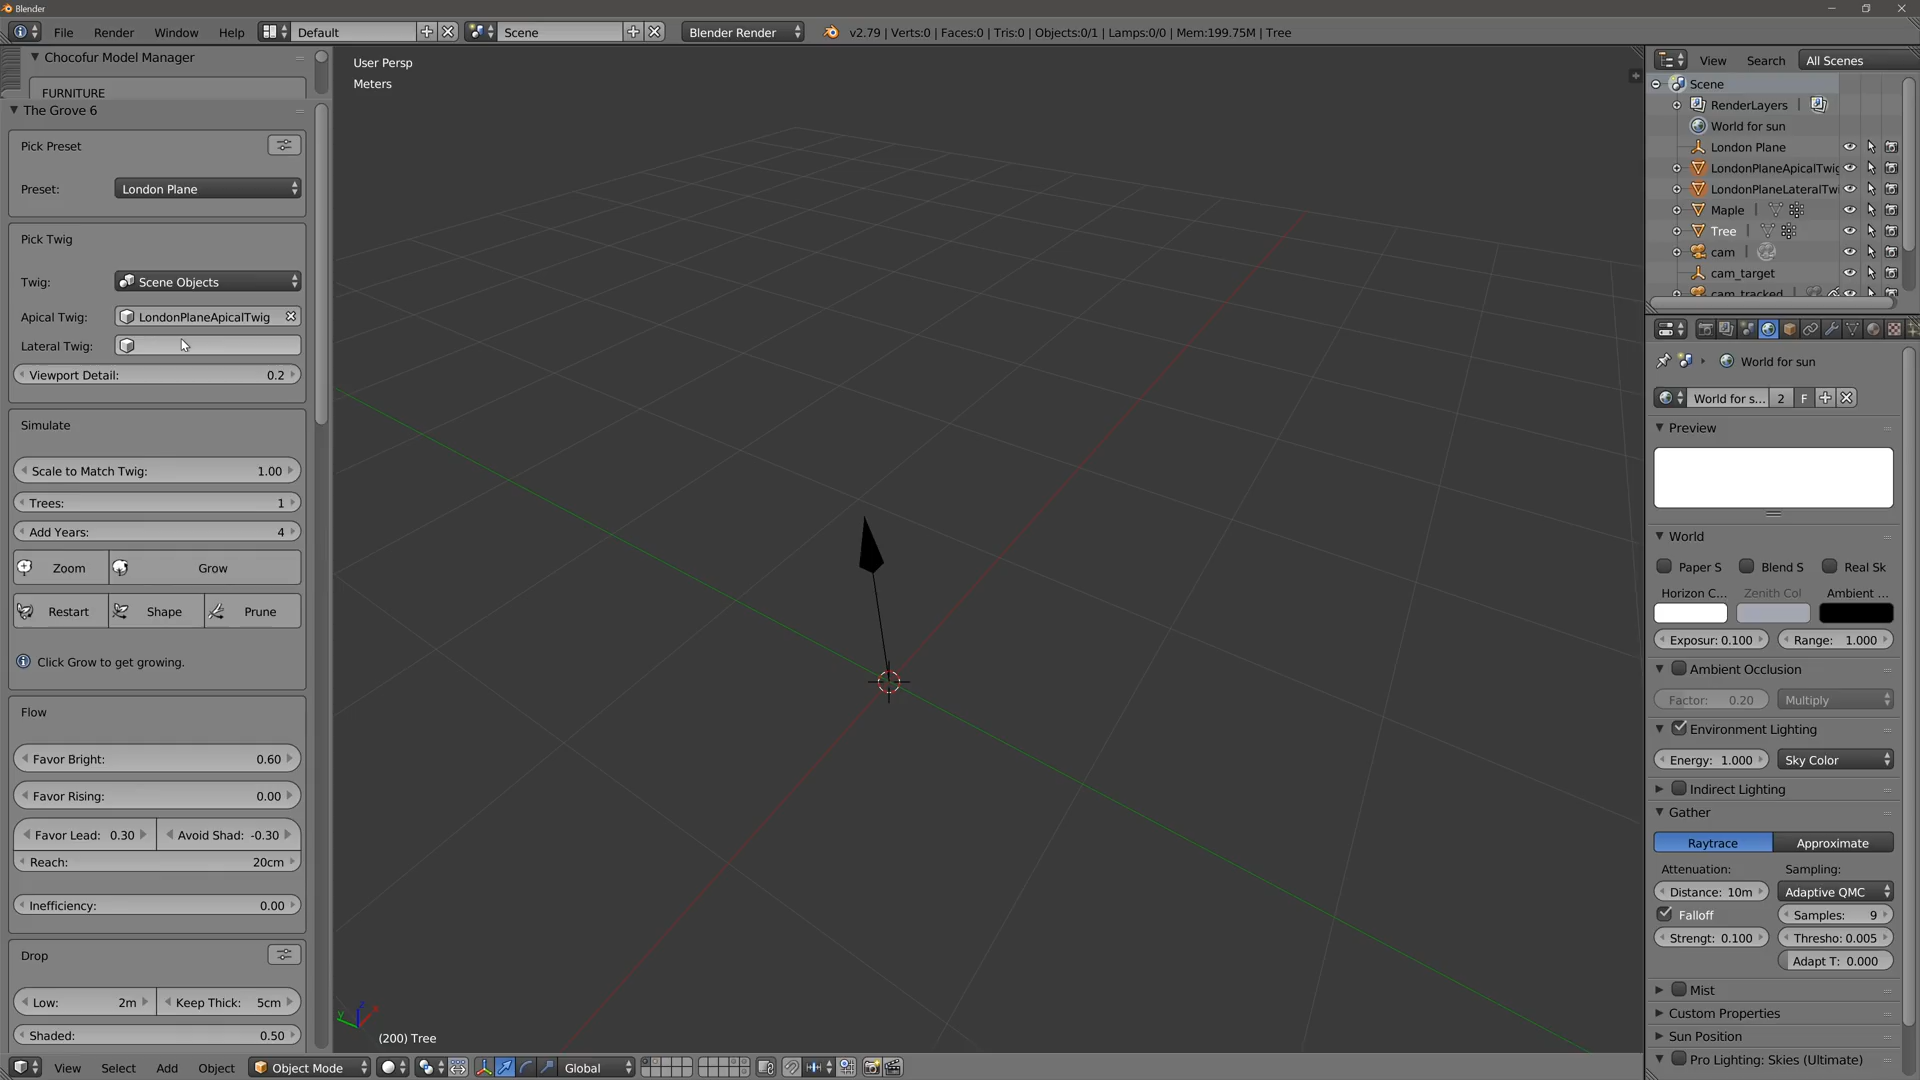 Blender
File Render Window Help Default Scene Blender Render v2.79 | Verts:0 | Faces:0 | Tris:0 | Objects:0/1 | Lamps:0/0 | Mem:199.75M | Tree
Chocofur Model Manager
FURNITURE
The Grove 6
Pick Preset
Preset: London Plane
Pick Twig
Twig: Scene Objects
Apical Twig: LondonPlaneApicalTwig
Lateral Twig:
Viewport Detail: 0.2
Simulate
Scale to Match Twig: 1.00
Trees: 1
Add Years: 4
Zoom Grow
Restart Shape Prune
Click Grow to get growing.
Flow
Favor Bright: 0.60
Favor Rising: 0.00
Favor Lead: 0.30 Avoid Shad: -0.30
Reach: 20cm
Inefficiency: 0.00
Drop
Low: 2m Keep Thick: 5cm
Shaded: 0.50
User Persp
Meters
(200) Tree
View Select Add Object Object Mode Global
View Search All Scenes
Scene
RenderLayers |
World for sun
London Plane
LondonPlaneApicalTwig
LondonPlaneLateralTwi
Maple |
Tree |
cam |
cam_target
cam_tracked
World for sun
World for s... 2 F
Preview
World
Paper S Blend S Real Sk
Horizon C... Zenith Col Ambient ...
Exposur: 0.100 Range: 1.000
Ambient Occlusion
Factor: 0.20 Multiply
Environment Lighting
Energy: 1.000 Sky Color
Indirect Lighting
Gather
Raytrace Approximate
Attenuation: Sampling:
Distance: 10m Adaptive QMC
Falloff Samples: 9
Strengt: 0.100 Thresho: 0.005
Adapt T: 0.000
Mist
Custom Properties
Sun Position
Pro Lighting: Skies (Ultimate)